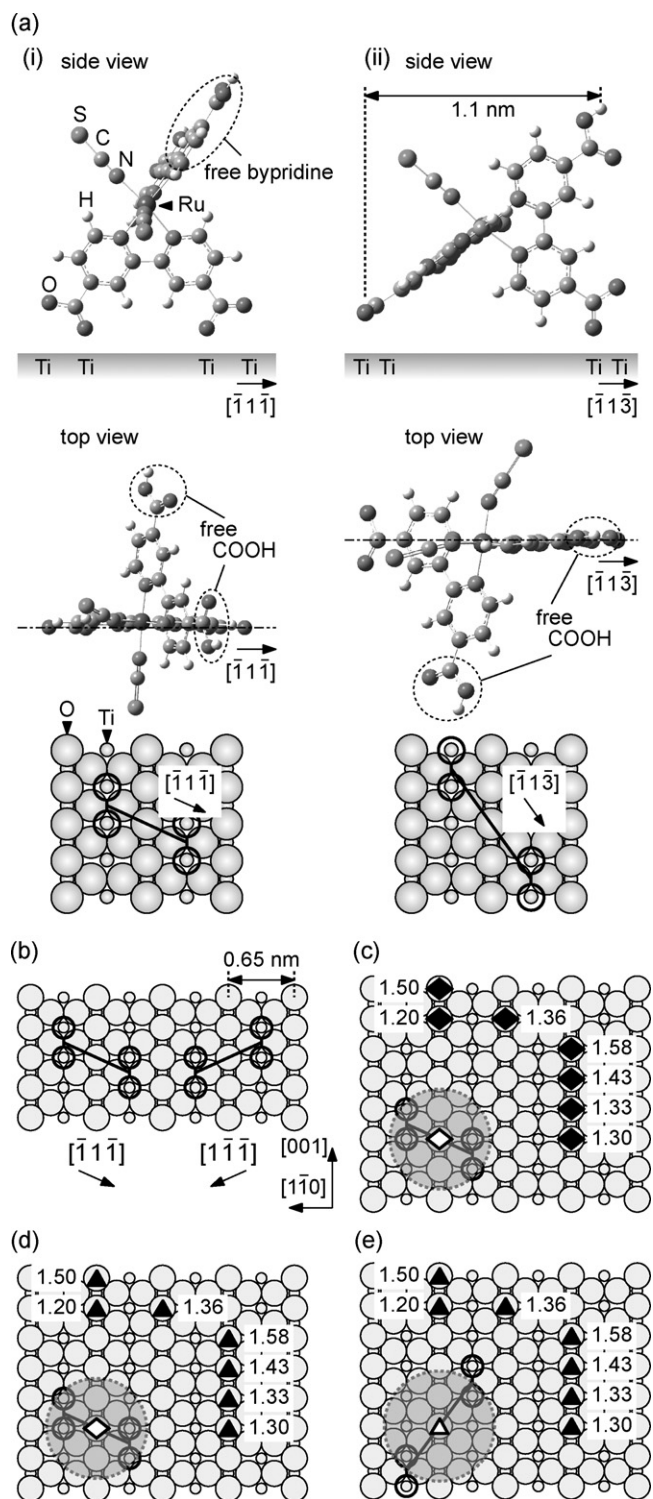 (a)
(i) side view
(ii) side view
1.1 nm
S
C
N
free bypridine
H
Ru
O
Ti Ti Ti Ti
[1̄11̄]
Ti Ti Ti Ti
[1̄13̄]
top view
top view
free
COOH
[1̄11̄]
[1̄13̄]
free
COOH
O
Ti
[1̄11̄]
[1̄13̄]
(b)
0.65 nm
[1̄11̄]
[11̄1̄]
[001]
[11̄0]
(c)
1.50
1.20
1.36
1.58
1.43
1.33
1.30
(d)
1.50
1.20
1.36
1.58
1.43
1.33
1.30
(e)
1.50
1.20
1.36
1.58
1.43
1.33
1.30